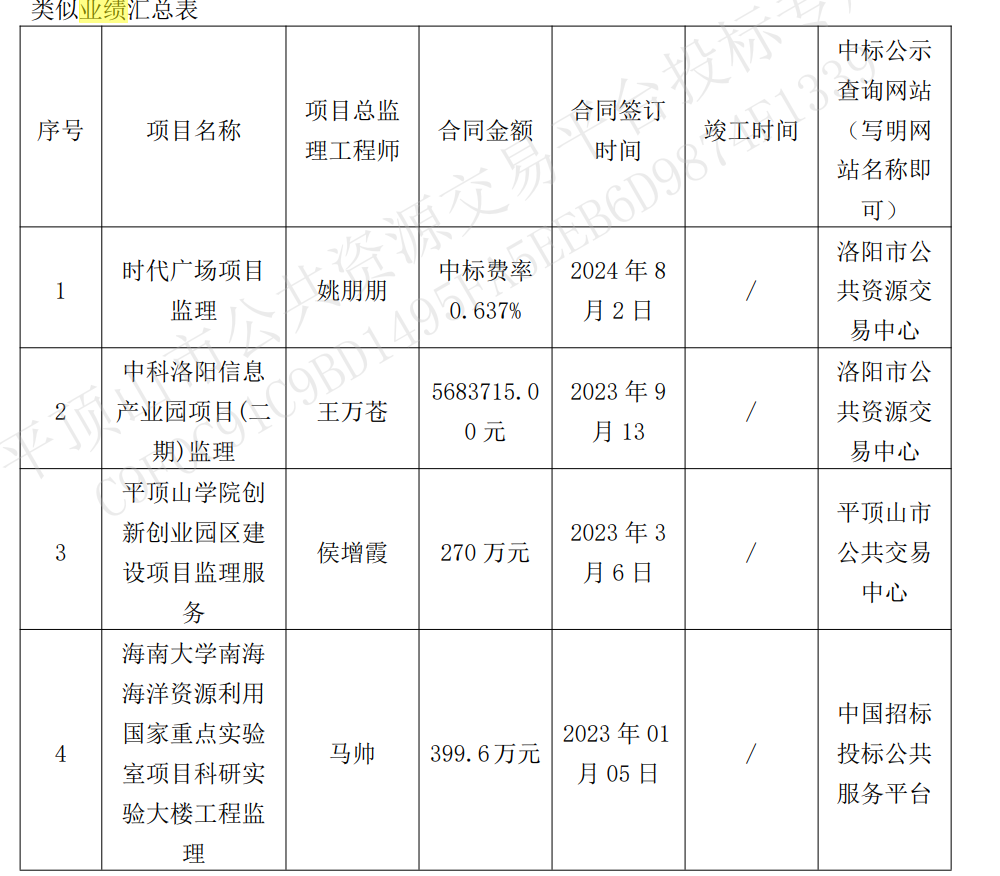 类似业绩汇总表
序号
项目名称
项目总监
理工程师
合同金额
合同签订
时间
竣工时间
中标公示
查询网站
（写明网
站名称即
可）
1
时代广场项目
监理
姚朋朋
中标费率
0.637%
2024 年 8
月 2 日
/
洛阳市公
共资源交
易中心
2
中科洛阳信息
产业园项目(二
期)监理
王万苍
5683715.0
0 元
2023 年 9
月 13
/
洛阳市公
共资源交
易中心
3
平顶山学院创
新创业园区建
设项目监理服
务
侯增霞
270 万元
2023 年 3
月 6 日
/
平顶山市
公共交易
中心
4
海南大学南海
海洋资源利用
国家重点实验
室项目科研实
验大楼工程监
理
马帅
399.6 万元
2023 年 01
月 05 日
/
中国招标
投标公共
服务平台
平顶山市公共资源交易平台投标专